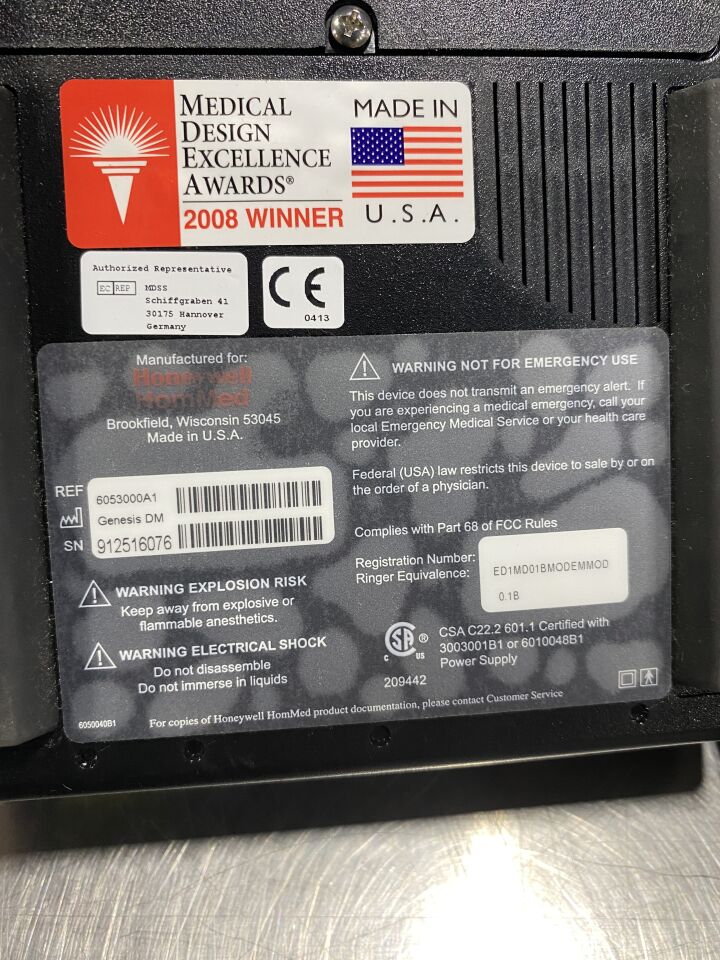 MEDICAL
DESIGN
EXCELLENCE
AWARDS®
2008 WINNER
MADE IN
U.S.A.
Authorized Representative
EC REP
MDSS
Schiffgraben 41
30175 Hannover
Germany
CE
0413
Manufactured for:
Honeywell
HomMed
Brookfield, Wisconsin 53045
Made in U.S.A.
REF 6053000A1
Genesis DM
SN 912516076
WARNING EXPLOSION RISK
Keep away from explosive or
flammable anesthetics.
WARNING ELECTRICAL SHOCK
Do not disassemble
Do not immerse in liquids
WARNING NOT FOR EMERGENCY USE
This device does not transmit an emergency alert. If
you are experiencing a medical emergency, call your
local Emergency Medical Service or your health care
provider.
Federal (USA) law restricts this device to sale by or on
the order of a physician.
Complies with Part 68 of FCC Rules
Registration Number: ED1MD01BMODEMMOD
Ringer Equivalence: 0.1B
C SA ® US
209442
CSA C22.2 601.1 Certified with
3003001B1 or 6010048B1
Power Supply
6050040B1
For copies of Honeywell HomMed product documentation, please contact Customer Service